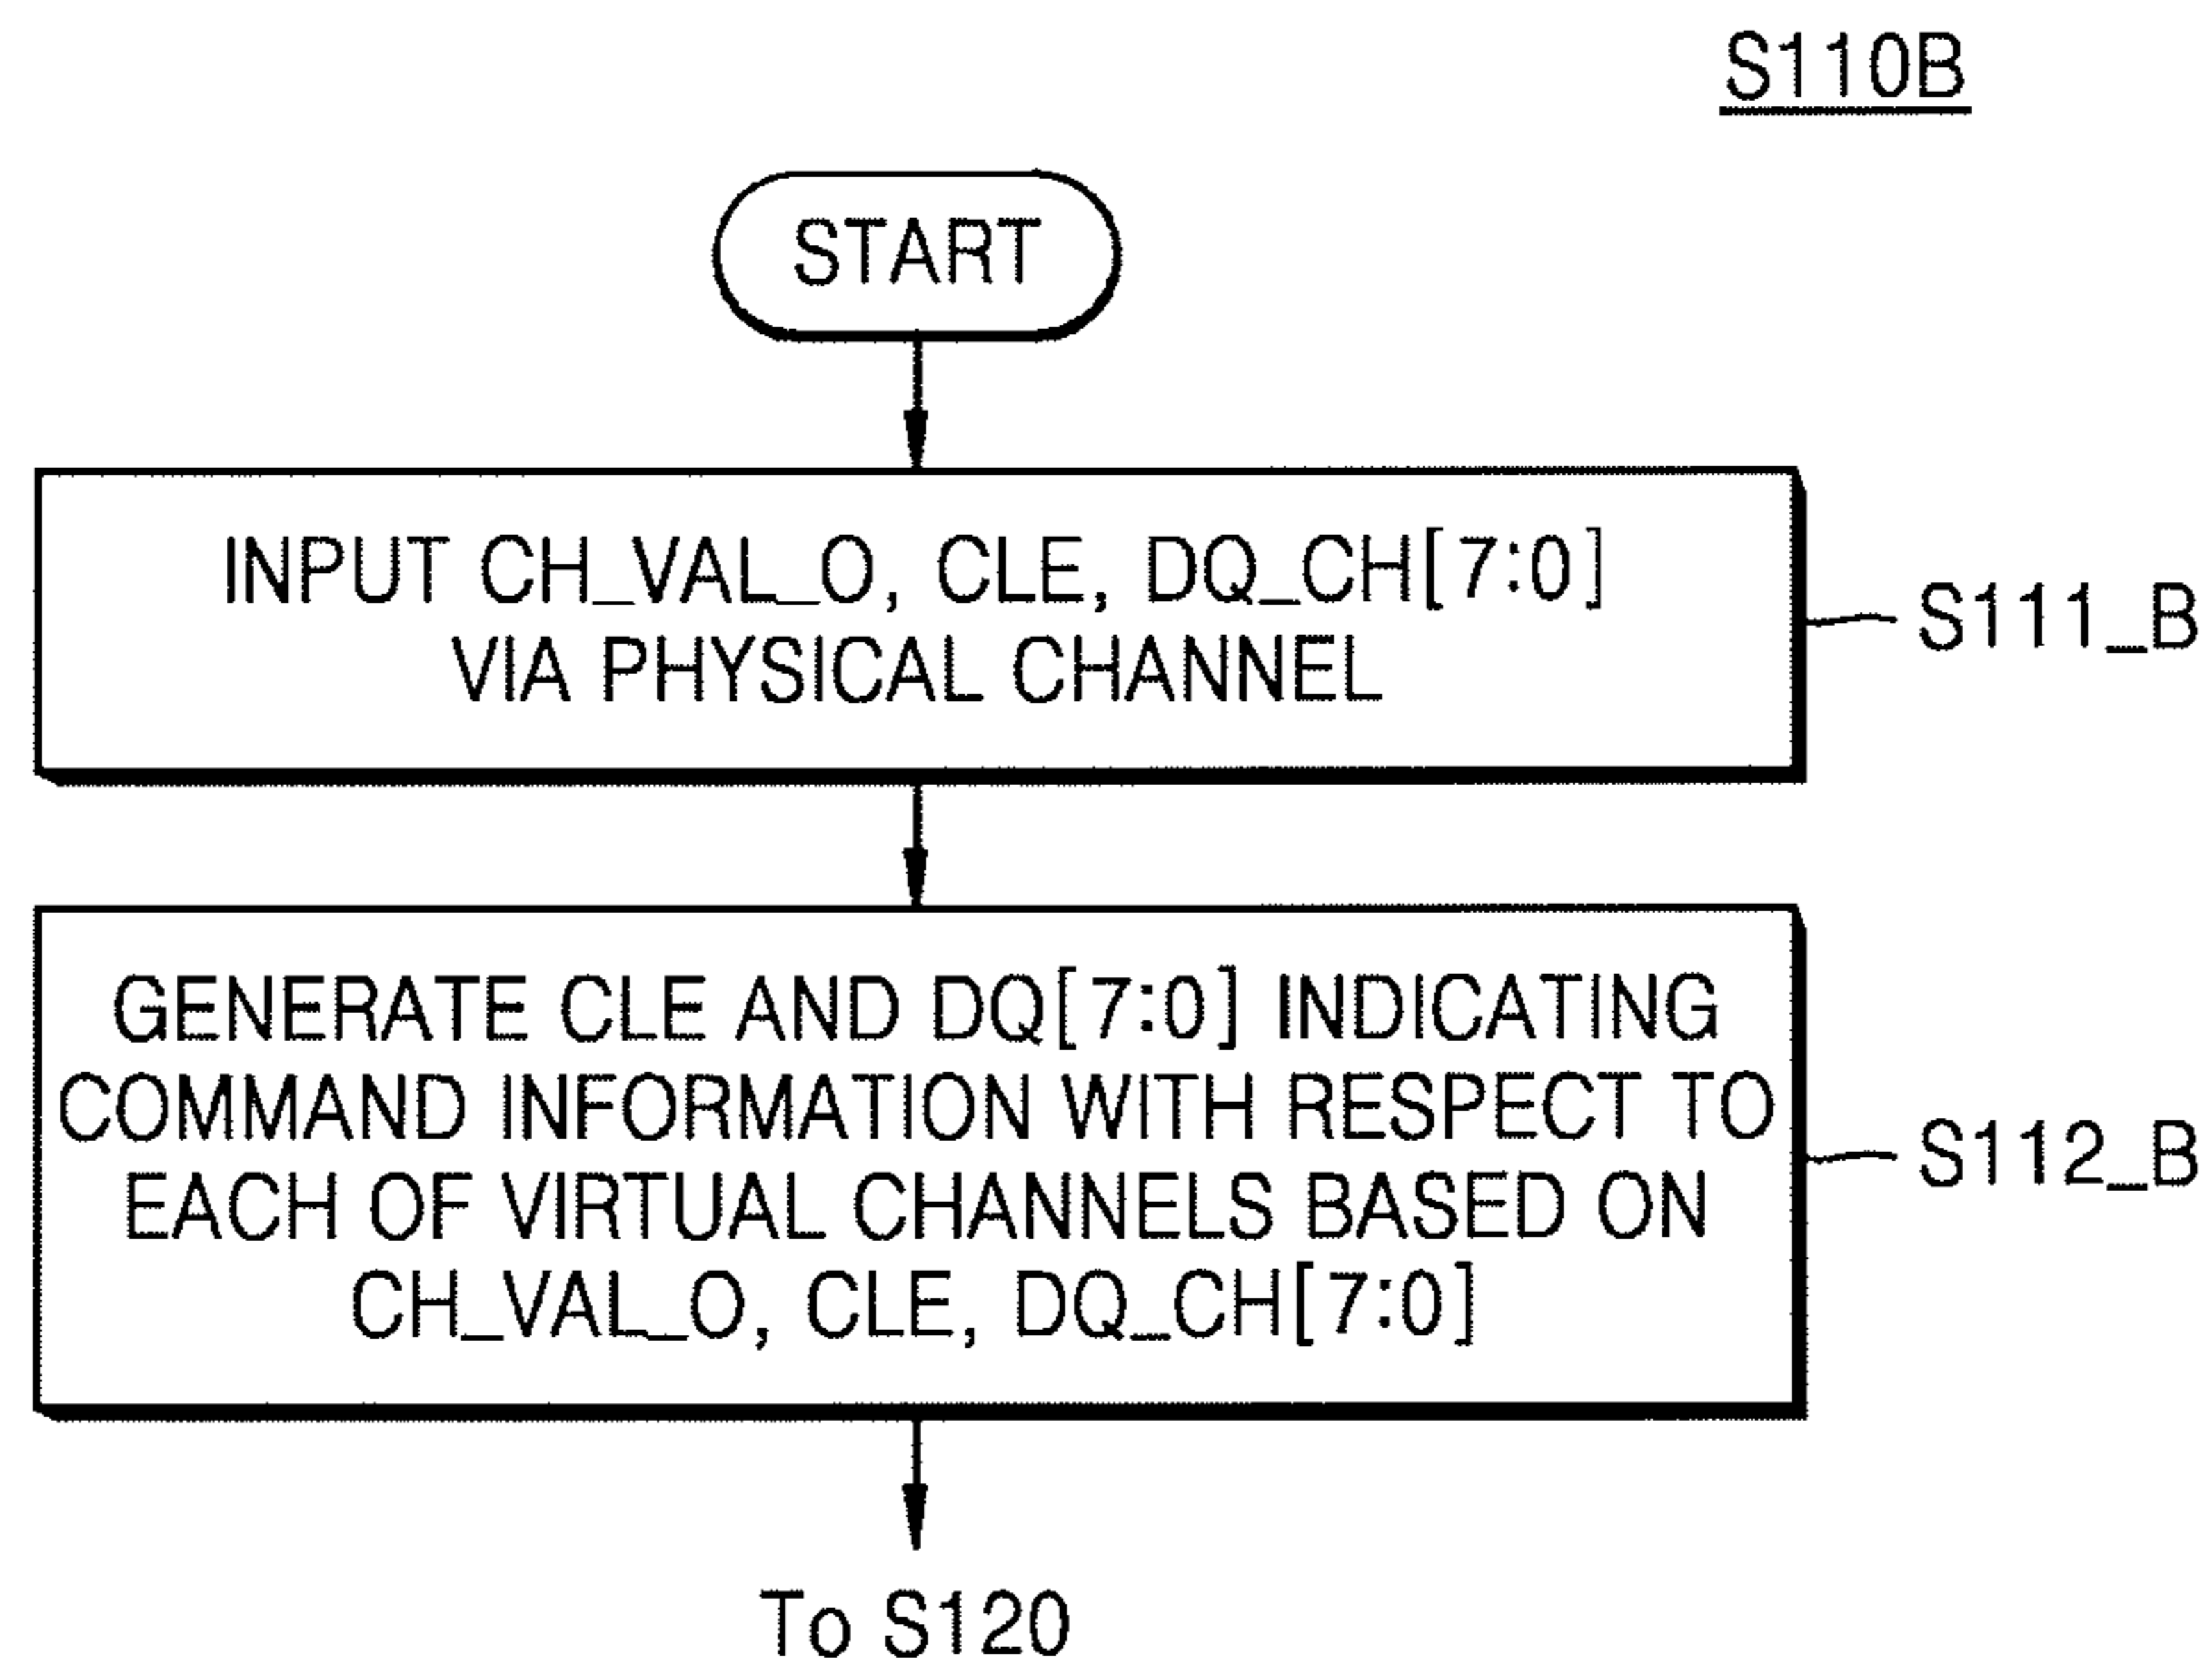 S110B
START
INPUT CH_VAL_O, CLE, DQ_CH[7:0]
VIA PHYSICAL CHANNEL
S111_B
GENERATE CLE AND DQ[7:0] INDICATING
COMMAND INFORMATION WITH RESPECT TO
EACH OF VIRTUAL CHANNELS BASED ON
CH_VAL_O, CLE, DQ_CH[7:0]
S112_B
To S120